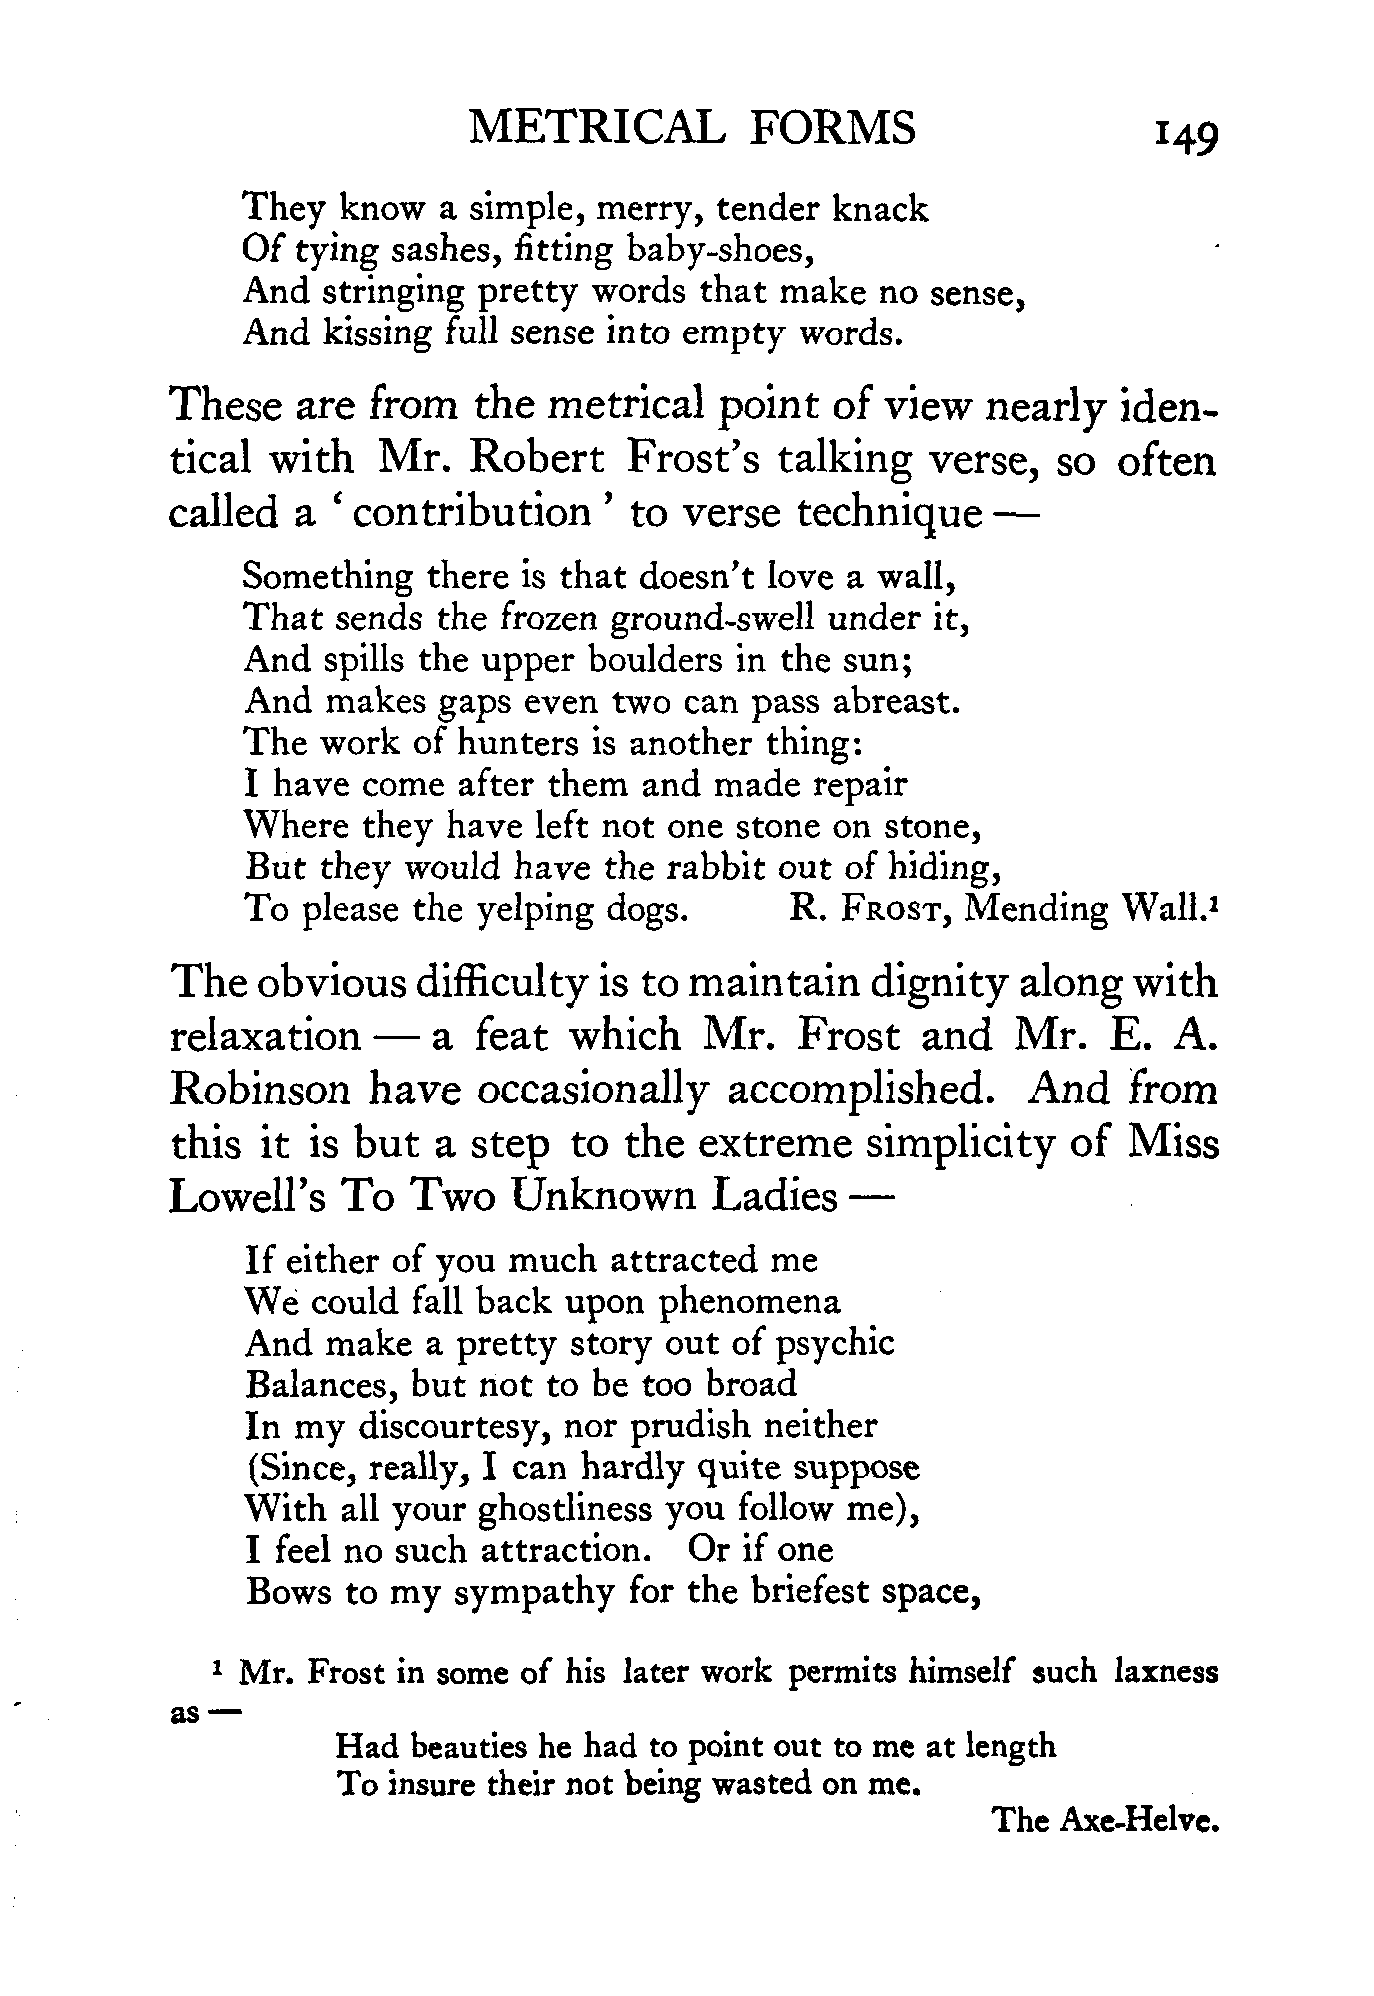 METRICAL FORMS 149
They know a simple, merry, tender knack
Of tying sashes, fitting baby-shoes,
And stringing pretty words that make no sense,
And kissing full sense into empty words.
These are from the metrical point of view nearly iden-
tical with Mr. Robert Frost's talking verse, so often
called a ‘ contribution ’ to verse technique —
Something there is that doesn't love a wall,
That sends the frozen ground-swell under it,
And spills the upper boulders in the sun;
And makes gaps even two can pass abreast.
The work of hunters is another thing:
I have come after them and made repair
Where they have left not one stone on stone,
But they would have the rabbit out of hiding,
To please the yelping dogs. R. FROST, Mending Wall.¹
The obvious difficulty is to maintain dignity along with
relaxation — a feat which Mr. Frost and Mr. E. A.
Robinson have occasionally accomplished. And from
this it is but a step to the extreme simplicity of Miss
Lowell's To Two Unknown Ladies —
If either of you much attracted me
We could fall back upon phenomena
And make a pretty story out of psychic
Balances, but not to be too broad
In my discourtesy, nor prudish neither
(Since, really, I can hardly quite suppose
With all your ghostliness you follow me),
I feel no such attraction. Or if one
Bows to my sympathy for the briefest space,
¹ Mr. Frost in some of his later work permits himself such laxness
as —
Had beauties he had to point out to me at length
To insure their not being wasted on me.
The Axe-Helve.